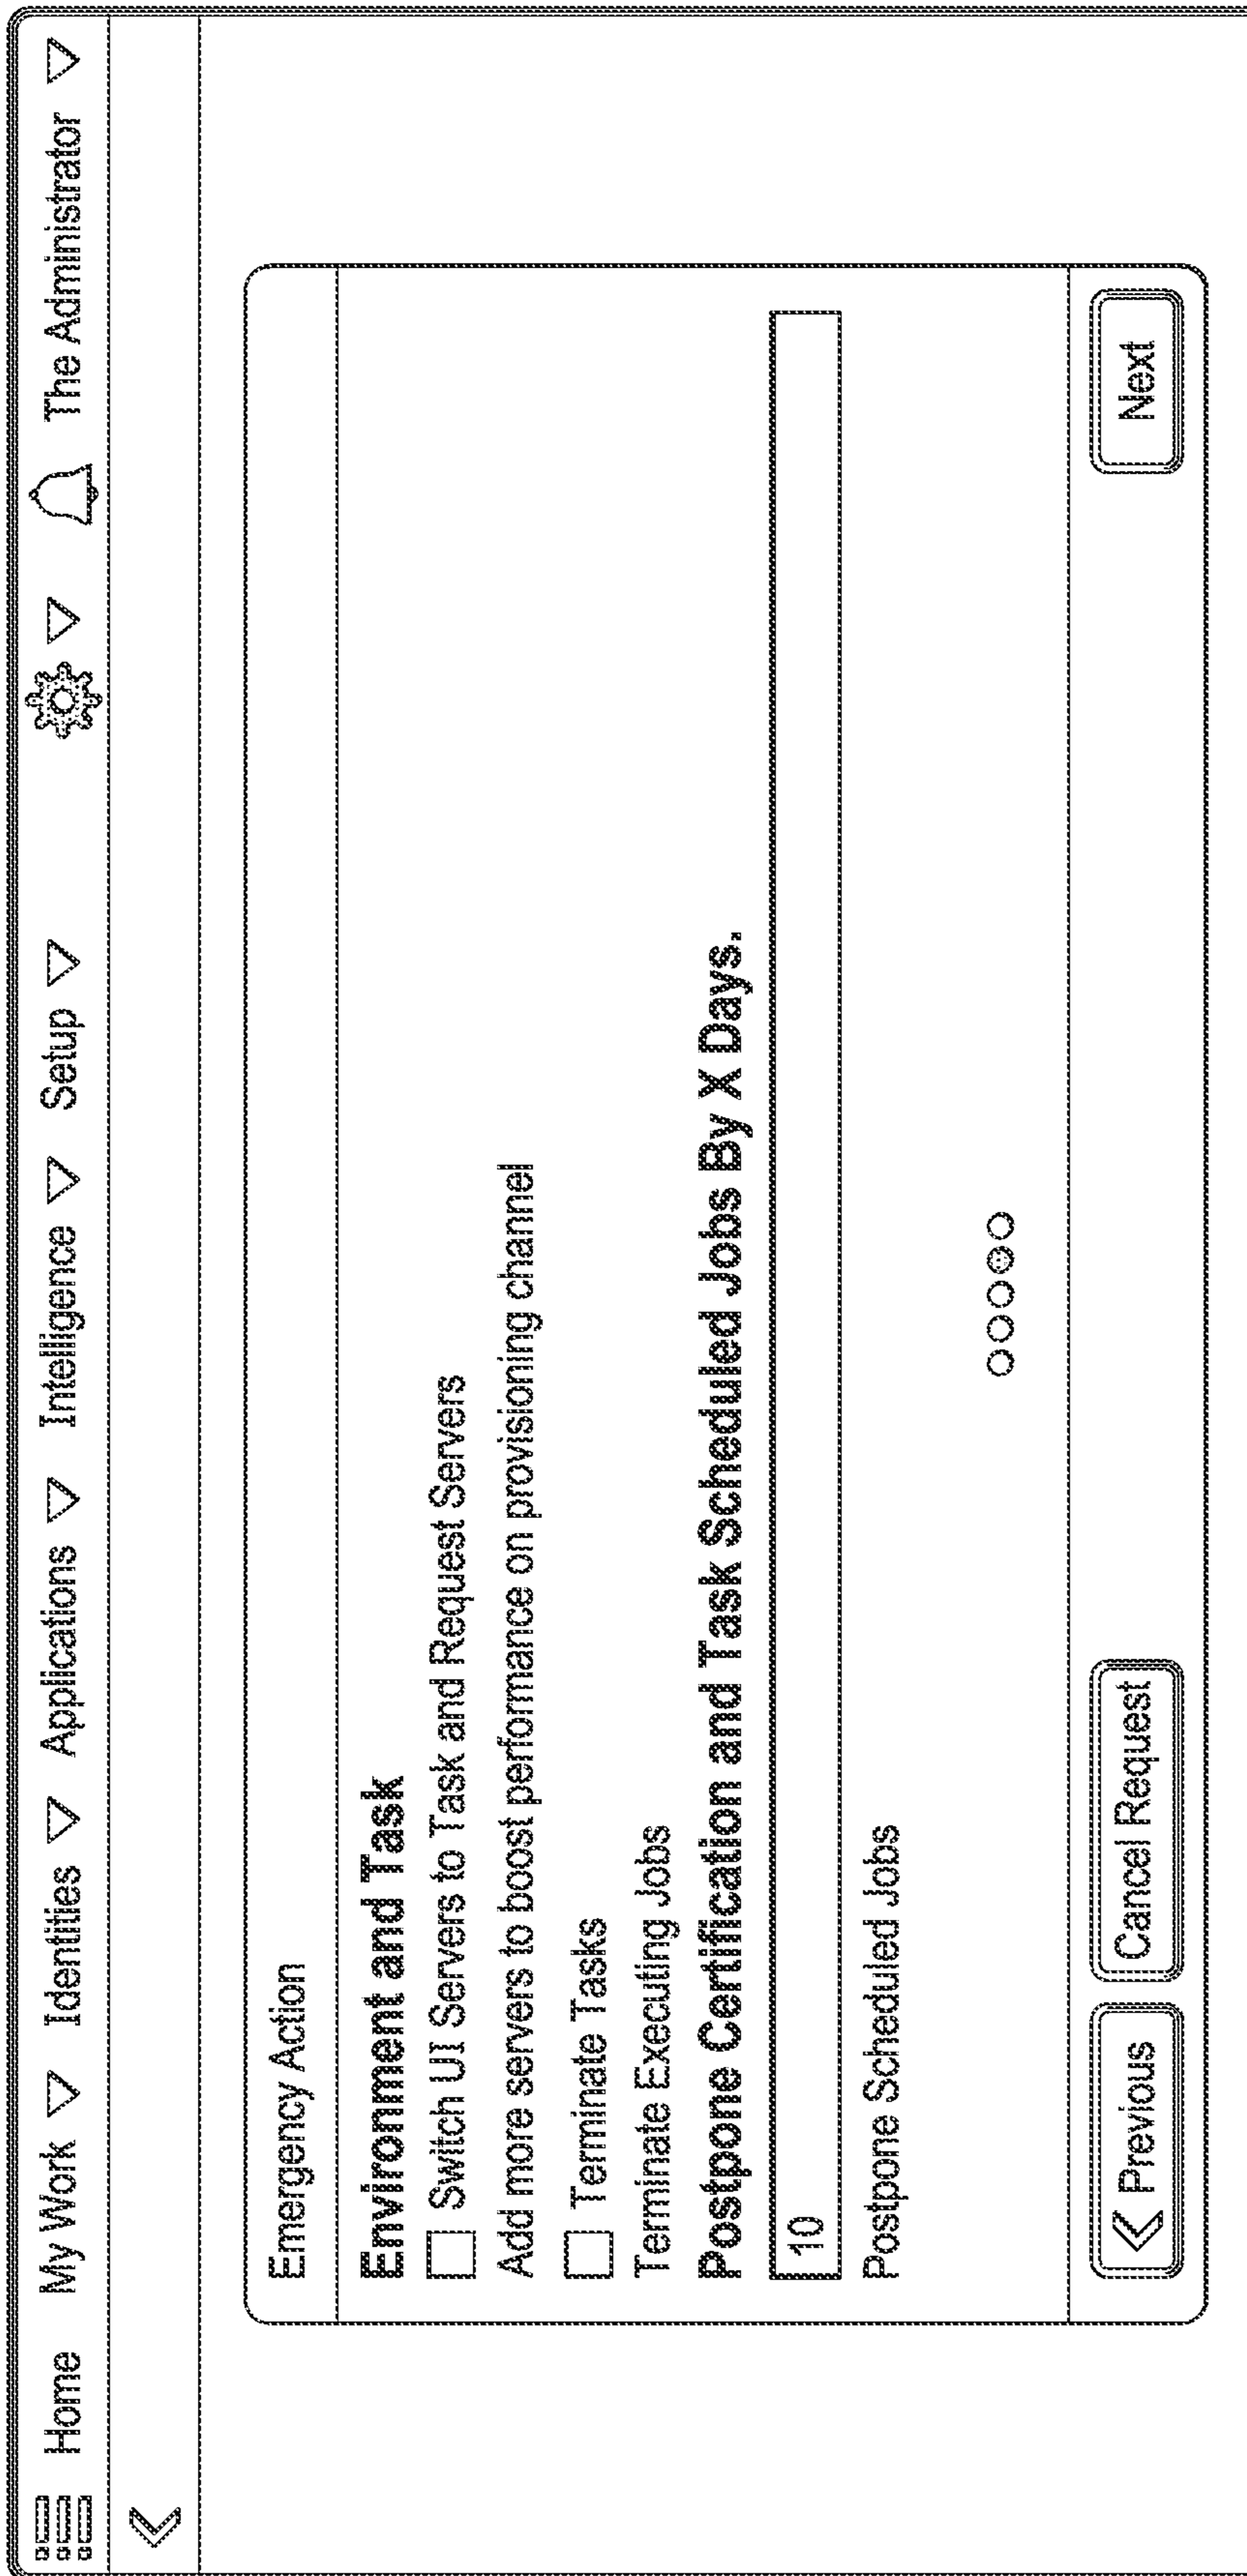 Home My Work Identities Applications Intelligence Setup The Administrator
Emergency Action
Environment and Task
Switch UI Servers to Task and Request Servers
Add more servers to boost performance on provisioning channel
Terminate Tasks
Terminate Executing Jobs
Postpone Certification and Task Scheduled Jobs By X Days.
10
Postpone Scheduled Jobs
Previous Cancel Request Next